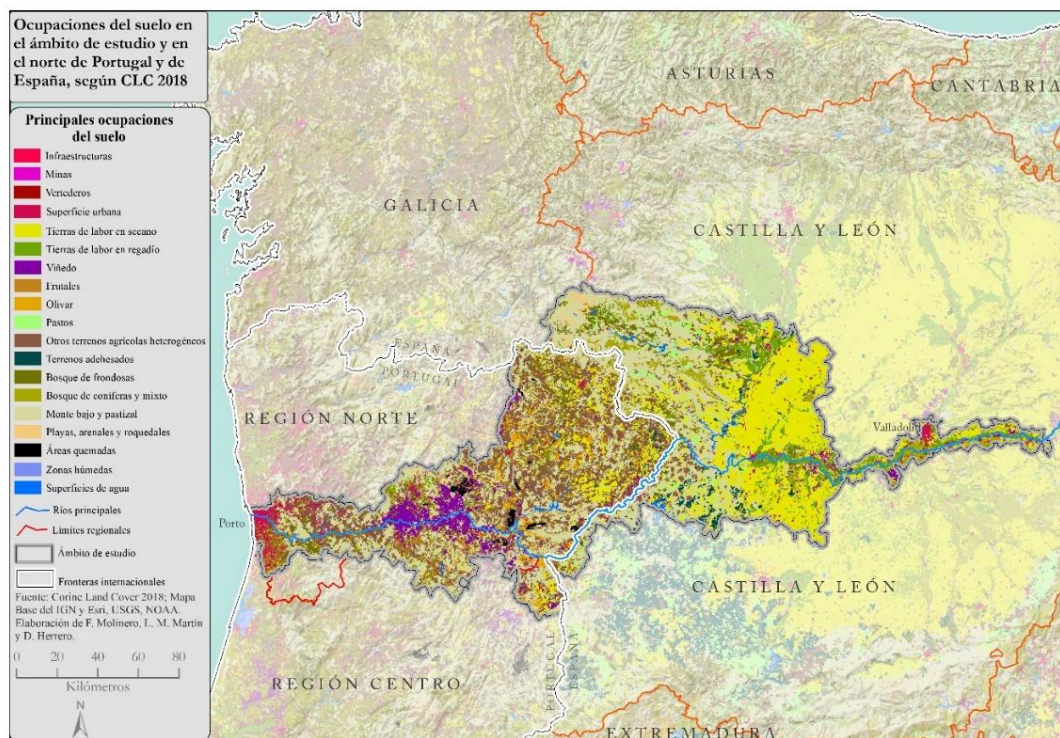 Ocupaciones del suelo en
el ámbito de estudio y en
el norte de Portugal y de
España, según CLC 2018
Principales ocupaciones
del suelo
Infraestructuras
Minas
Vertederos
Superficie urbana
Tierras de labor en secano
Tierras de labor en regadío
Viñedo
Frutales
Olivar
Pastos
Otros terrenos agrícolas heterogéneos
Terrenos adehesados
Bosque de frondosas
Bosque de coníferas y mixto
Monte bajo y pastizal
Playas, arenales y roquedales
Áreas quemadas
Zonas húmedas
Superficies de agua
Ríos principales
Límites regionales
Ámbito de estudio
Fronteras internacionales
Fuente: Corine Land Cover 2018; Mapa
Base del IGN y Esri, USGS, NOAA.
Elaboración de F. Molinero, L. M. Martín
y D. Herrero.
0 20 40 60 80
Kilómetros
N
ASTURIAS
CANTABRIA
GALICIA
CASTILLA Y LEÓN
ESPAÑA
PORTUGAL
REGIÓN NORTE
Valladolid
Porto
CASTILLA Y LEÓN
PORTUGAL
ESPAÑA
REGIÓN CENTRO
EXTREMADURA